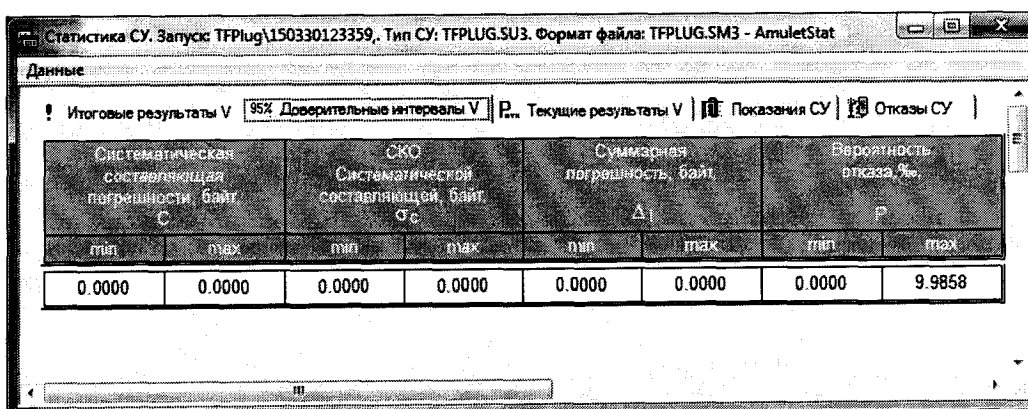 Статистика СУ. Запуск: TFPlug\150330123359,. Тип СУ: TFPLUG.SU3. Формат файла: TFPLUG.SM3 - AmuletStat
Данные
Итоговые результаты V 95% Доверительные интервалы V Текущие результаты V Показания СУ Отказы СУ
Систематическая составляющая погрешности, байт, C
СКО Систематической составляющей, байт, σc
Суммарная погрешность, байт,
Вероятность отказа,‰, P
min max min max min max min max
0.0000 0.0000 0.0000 0.0000 0.0000 0.0000 0.0000 9.9858